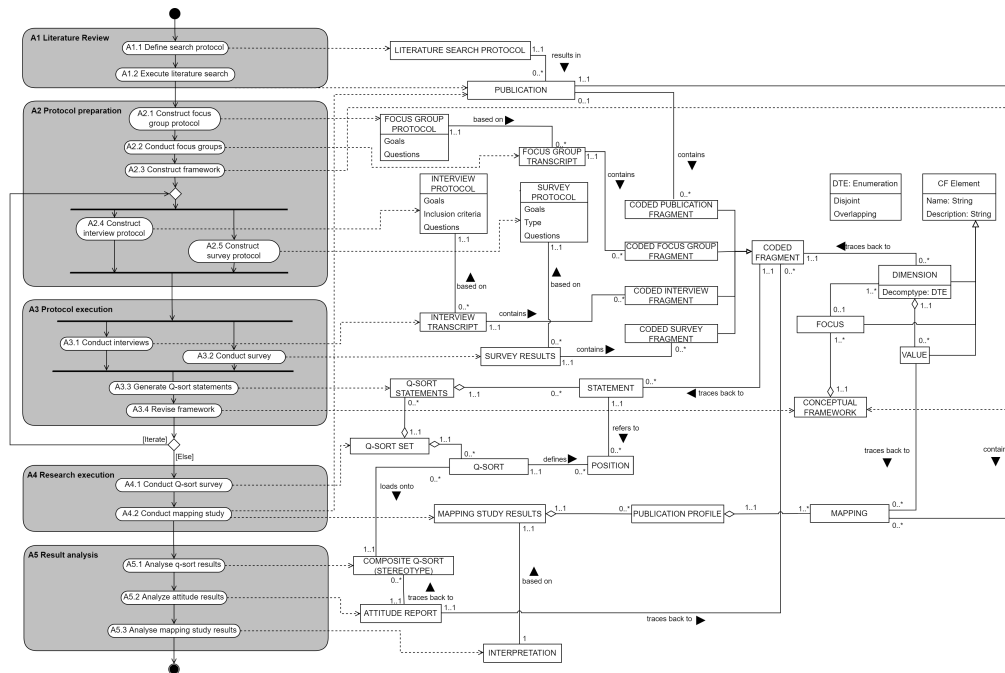 A1 Literature Review
A1.1 Define search protocol
A1.2 Execute literature search
A2 Protocol preparation
A2.1 Construct focus
group protocol
A2.2 Conduct focus groups
A2.3 Construct framework
A2.4 Construct
interview protocol
A2.5 Construct
survey protocol
A3 Protocol execution
A3.1 Conduct interviews
A3.2 Conduct survey
A3.3 Generate Q-sort statements
A3.4 Revise framework
[Iterate]
[Else]
A4 Research execution
A4.1 Conduct Q-sort survey
A4.2 Conduct mapping study
A5 Result analysis
A5.1 Analyse q-sort results
A5.2 Analyze attitude results
A5.3 Analyse mapping study results
LITERATURE SEARCH PROTOCOL
1..1
results in
0..*
PUBLICATION
1..1
0..1
FOCUS GROUP
PROTOCOL
Goals
Questions
1..1
based on
0..*
FOCUS GROUP
TRANSCRIPT
1..1
contains
contains
0..*
INTERVIEW
PROTOCOL
Goals
Inclusion criteria
Questions
1..1
based on
0..*
INTERVIEW
TRANSCRIPT
1..1
contains
0..*
SURVEY
PROTOCOL
Goals
Type
Questions
1..1
based on
0..*
SURVEY RESULTS
1..1
contains
0..*
CODED PUBLICATION
FRAGMENT
CODED FOCUS GROUP
FRAGMENT
0..*
CODED INTERVIEW
FRAGMENT
CODED SURVEY
FRAGMENT
CODED
FRAGMENT
1..1
1..1
0..*
traces back to
DTE: Enumeration
Disjoint
Overlapping
CF Element
Name: String
Description: String
0..*
DIMENSION
Decomptype: DTE
1..*
1..1
0..1
FOCUS
1..*
0..*
VALUE
1..1
CONCEPTUAL
FRAMEWORK
Q-SORT
STATEMENTS
1..1
0..*
STATEMENT
0..*
traces back to
1..1
0..*
1..1
Q-SORT SET
1..1
0..*
Q-SORT
0..*
1..1
defines
0..*
refers to
0..*
POSITION
loads onto
traces back to
contair
MAPPING STUDY RESULTS
1..1
0..*
PUBLICATION PROFILE
1..1
1..*
MAPPING
0..*
0..*
1..1
1..1
COMPOSITE Q-SORT
(STEREOTYPE)
0..*
traces back to
1..1
ATTITUDE REPORT
1..1
traces back to
based on
1
INTERPRETATION